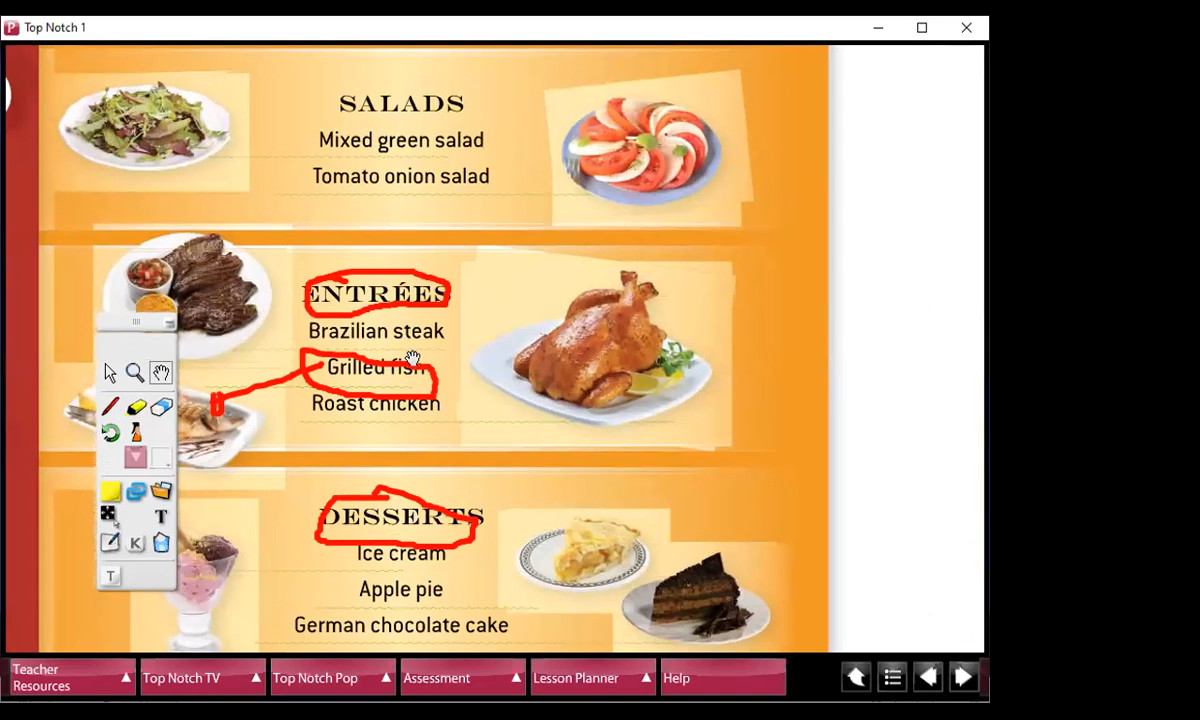 Top Notch 1
SALADS
Mixed green salad
Tomato onion salad
ENTRÉES
Brazilian steak
Grilled fish
Roast chicken
DESSERTS
Ice cream
Apple pie
German chocolate cake
T
K
T
Teacher
Resources
Top Notch TV
Top Notch Pop
Assessment
Lesson Planner
Help